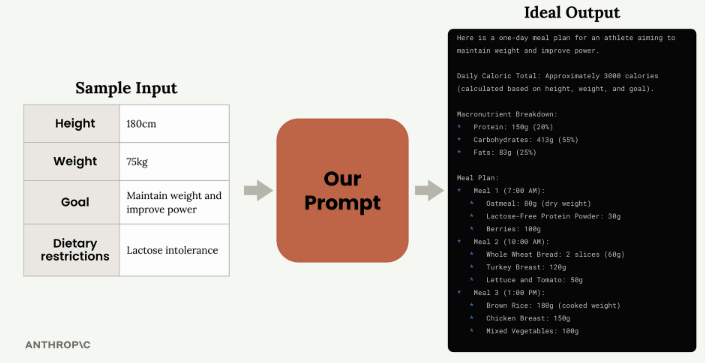 Ideal Output
Sample Input
Height 180cm
Weight 75kg
Goal Maintain weight and
improve power
Dietary
restrictions Lactose intolerance
Our
Prompt
Here is a one-day meal plan for an athlete aiming to
maintain weight and improve power.
Daily Caloric Total: Approximately 3000 calories
(calculated based on height, weight, and goal).
Macronutrient Breakdown:
* Protein: 150g (20%)
* Carbohydrates: 413g (55%)
* Fats: 83g (25%)
Meal Plan:
* Meal 1 (7:00 AM):
* Oatmeal: 80g (dry weight)
* Lactose-Free Protein Powder: 30g
* Berries: 100g
* Meal 2 (10:00 AM):
* Whole Wheat Bread: 2 slices (60g)
* Turkey Breast: 120g
* Lettuce and Tomato: 50g
* Meal 3 (1:00 PM):
* Brown Rice: 180g (cooked weight)
* Chicken Breast: 150g
* Mixed Vegetables: 100g
ANTHROP\C